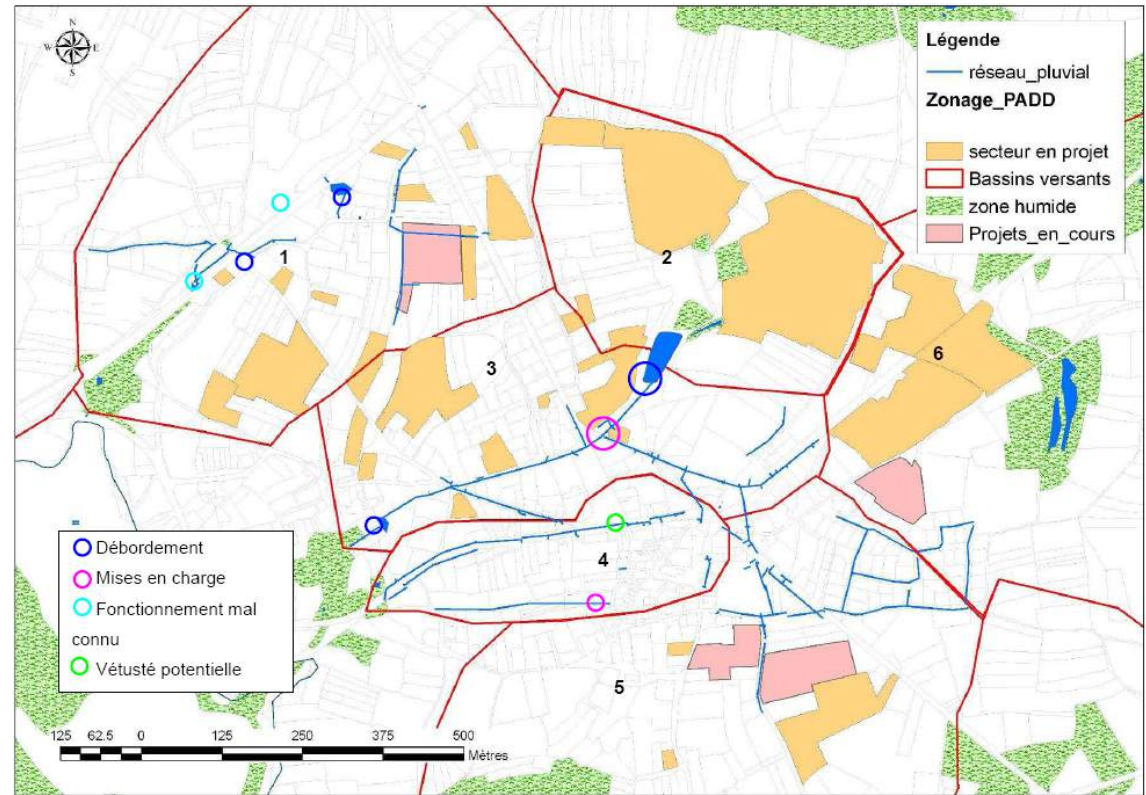 N
W E
S
Légende
réseau_pluvial
Zonage_PADD
secteur en projet
Bassins versants
zone humide
Projets_en_cours
1
2
3
6
4
5
Débordement
Mises en charge
Fonctionnement mal
connu
Vétusté potentielle
125 62.5 0 125 250 375 500
Mètres